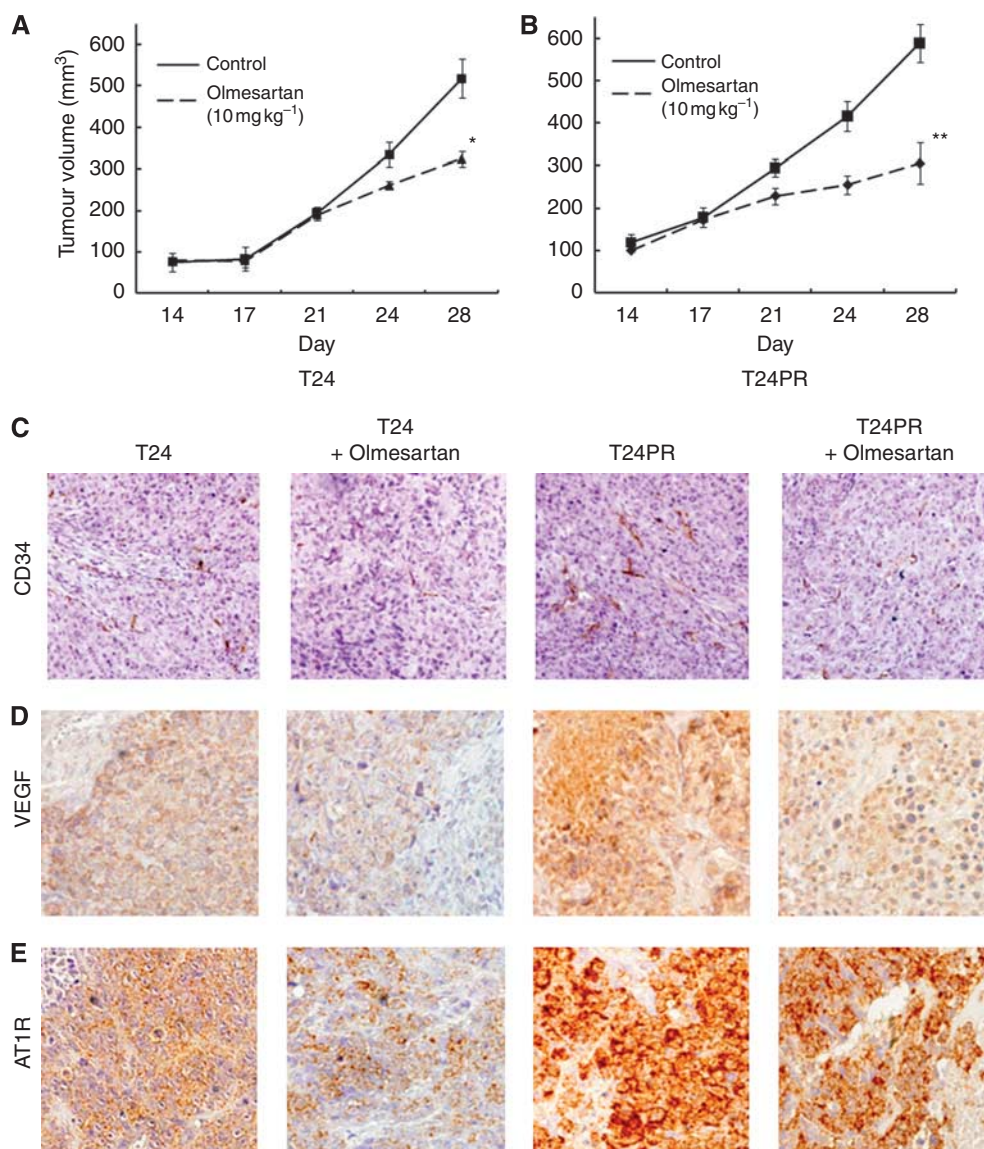 A
Tumour volume (mm³)
600
500
400
300
200
100
0
Control
Olmesartan
(10 mg kg⁻¹)
*
14 17 21 24 28
Day
T24
B
600
500
400
300
200
100
0
Control
Olmesartan
(10 mg kg⁻¹)
**
14 17 21 24 28
Day
T24PR
C
T24
T24
+ Olmesartan
T24PR
T24PR
+ Olmesartan
CD34
D
VEGF
E
AT1R